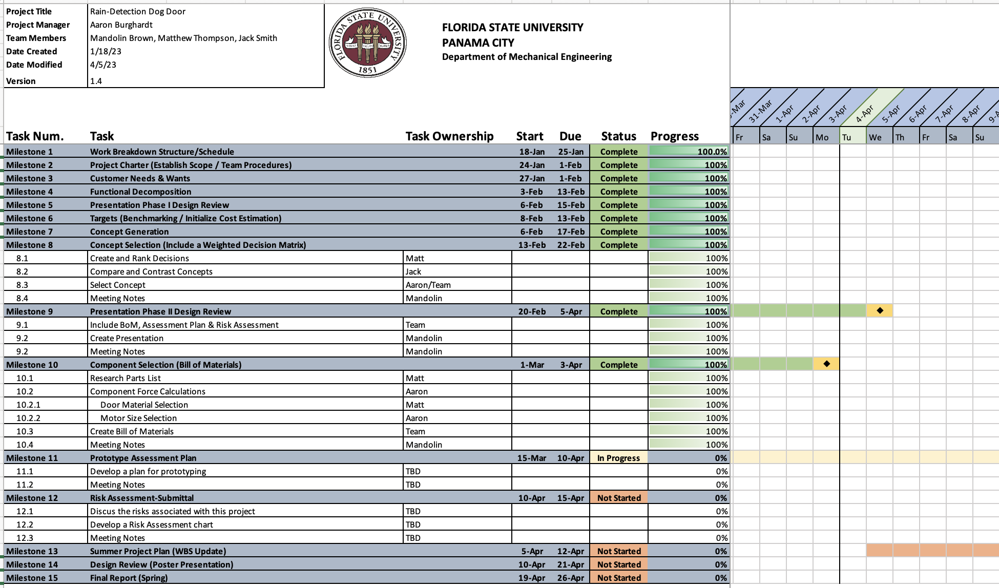 Project Title Rain-Detection Dog Door
Project Manager Aaron Burghardt
Team Members Mandolin Brown, Matthew Thompson, Jack Smith
Date Created 1/18/23
Date Modified 4/5/23
Version 1.4
FLORIDA STATE UNIVERSITY
1851
FLORIDA STATE UNIVERSITY
PANAMA CITY
Department of Mechanical Engineering
-Mar 31-Mar 1-Apr 2-Apr 3-Apr 4-Apr 5-Apr 6-Apr 7-Apr 8-Apr 9-A
Task Num. Task Task Ownership Start Due Status Progress Fr Sa Su Mo Tu We Th Fr Sa Su
Milestone 1 Work Breakdown Structure/Schedule 18-Jan 25-Jan Complete 100.0%
Milestone 2 Project Charter (Establish Scope / Team Procedures) 24-Jan 1-Feb Complete 100%
Milestone 3 Customer Needs & Wants 27-Jan 1-Feb Complete 100%
Milestone 4 Functional Decomposition 3-Feb 13-Feb Complete 100%
Milestone 5 Presentation Phase I Design Review 6-Feb 15-Feb Complete 100%
Milestone 6 Targets (Benchmarking / Initialize Cost Estimation) 8-Feb 13-Feb Complete 100%
Milestone 7 Concept Generation 6-Feb 17-Feb Complete 100%
Milestone 8 Concept Selection (Include a Weighted Decision Matrix) 13-Feb 22-Feb Complete 100%
8.1 Create and Rank Decisions Matt 100%
8.2 Compare and Contrast Concepts Jack 100%
8.3 Select Concept Aaron/Team 100%
8.4 Meeting Notes Mandolin 100%
Milestone 9 Presentation Phase II Design Review 20-Feb 5-Apr Complete 100%
9.1 Include BoM, Assessment Plan & Risk Assessment Team 100%
9.2 Create Presentation Mandolin 100%
9.2 Meeting Notes Mandolin 100%
Milestone 10 Component Selection (Bill of Materials) 1-Mar 3-Apr Complete 100%
10.1 Research Parts List Matt 100%
10.2 Component Force Calculations Aaron 100%
10.2.1 Door Material Selection Matt 100%
10.2.2 Motor Size Selection Aaron 100%
10.3 Create Bill of Materials Team 100%
10.4 Meeting Notes Mandolin 100%
Milestone 11 Prototype Assessment Plan 15-Mar 10-Apr In Progress 0%
11.1 Develop a plan for prototyping TBD 0%
11.2 Meeting Notes TBD 0%
Milestone 12 Risk Assessment-Submittal 10-Apr 15-Apr Not Started 0%
12.1 Discus the risks associated with this project TBD 0%
12.2 Develop a Risk Assessment chart TBD 0%
12.3 Meeting Notes TBD 0%
Milestone 13 Summer Project Plan (WBS Update) 5-Apr 12-Apr Not Started 0%
Milestone 14 Design Review (Poster Presentation) 10-Apr 21-Apr Not Started 0%
Milestone 15 Final Report (Spring) 19-Apr 26-Apr Not Started 0%